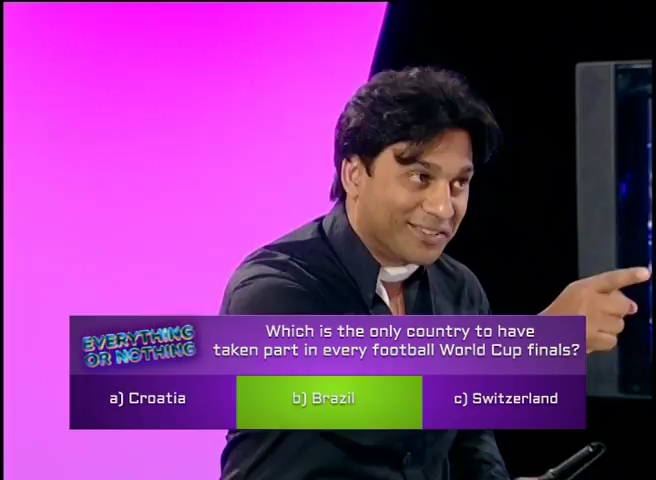 EVERYTHING
OR NOTHING
Which is the only country to have
taken part in every football World Cup finals?
a) Croatia
b) Brazil
c) Switzerland